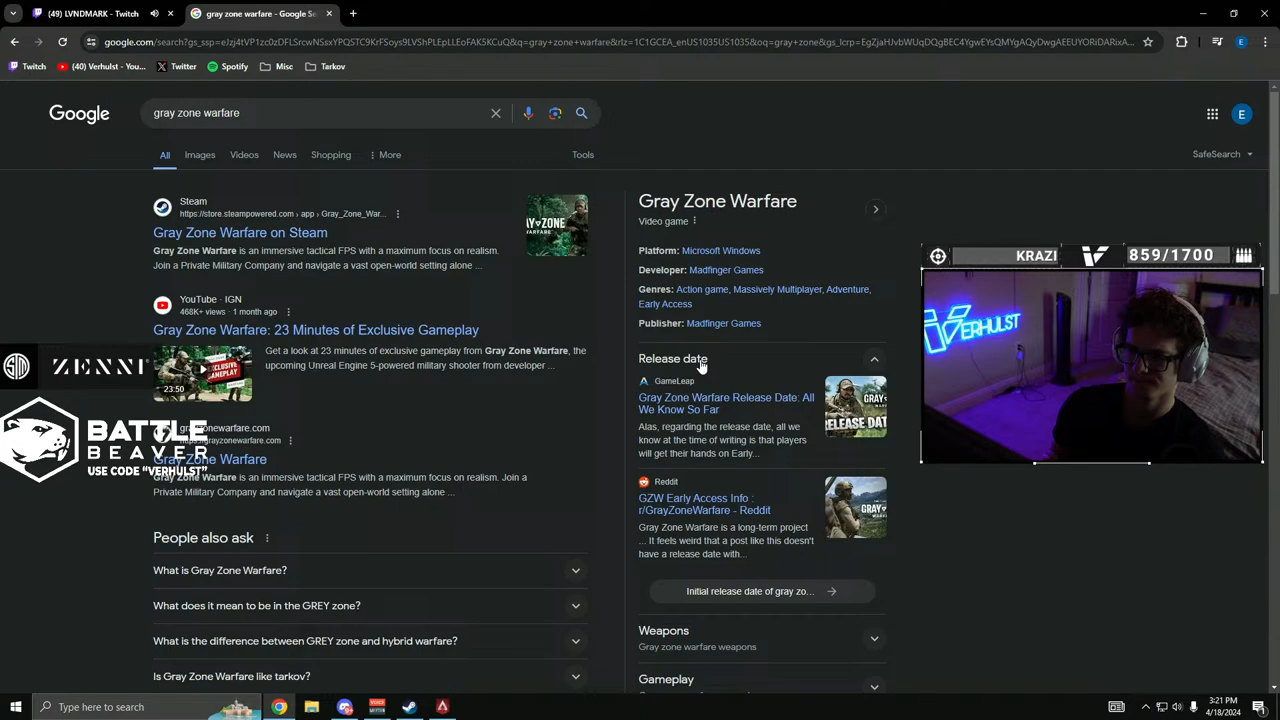 (49) LVNDMARK - Twitch
gray zone warfare - Google Se
google.com/search?gs_ssp=eJzj4tVP1zc0zDFLSrcwNSsxYPQSTC9KrFSoys9LVShPLEpLLEoFAK5KCuQ&q=gray+zone+warfare&rlz=1C1GCEA_enUS1035US1035&oq=gray+zone&gs_lcrp=
Twitch
(40) Verhulst - You
Twitter
Spotify
Misc
Tarkov
Google
gray zone warfare
All
Images
Videos
News
Shopping
More
Tools
SafeSearch
E
Steam
https://store.steampowered.com › app › Gray_Zone_War...
Gray Zone Warfare on Steam
Gray Zone Warfare is an immersive tactical FPS with a maximum focus on realism.
Join a Private Military Company and navigate a vast open-world setting alone ...
YouTube · IGN
468K+ views · 1 month ago
Gray Zone Warfare: 23 Minutes of Exclusive Gameplay
Get a look at 23 minutes of exclusive gameplay from Gray Zone Warfare, the
upcoming Unreal Engine 5-powered military shooter from developer ...
23:50
ZENNI
BATTLE
BEAVER
USE CODE "VERHULST"
grayzonewarfare.com
https://grayzonewarfare.com
Gray Zone Warfare
Gray Zone Warfare is an immersive tactical FPS with a maximum focus on realism. Join a
Private Military Company and navigate a vast open-world setting alone ...
People also ask
What is Gray Zone Warfare?
What does it mean to be in the GREY zone?
What is the difference between GREY zone and hybrid warfare?
Is Gray Zone Warfare like tarkov?
Gray Zone Warfare
Video game
Platform: Microsoft Windows
Developer: Madfinger Games
Genres: Action game, Massively Multiplayer, Adventure,
Early Access
Publisher: Madfinger Games
Release date
GameLeap
Gray Zone Warfare Release Date: All
We Know So Far
Alas, regarding the release date, all we
know at the time of writing is that players
will get their hands on Early...
Reddit
GZW Early Access Info :
r/GrayZoneWarfare - Reddit
Gray Zone Warfare is a long-term project
... It feels weird that a post like this doesn't
have a release date with...
Initial release date of gray zo...
Weapons
Gray zone warfare weapons
Gameplay
KRAZI
859/1700
VERHULST
Type here to search
3:21 PM
4/18/2024